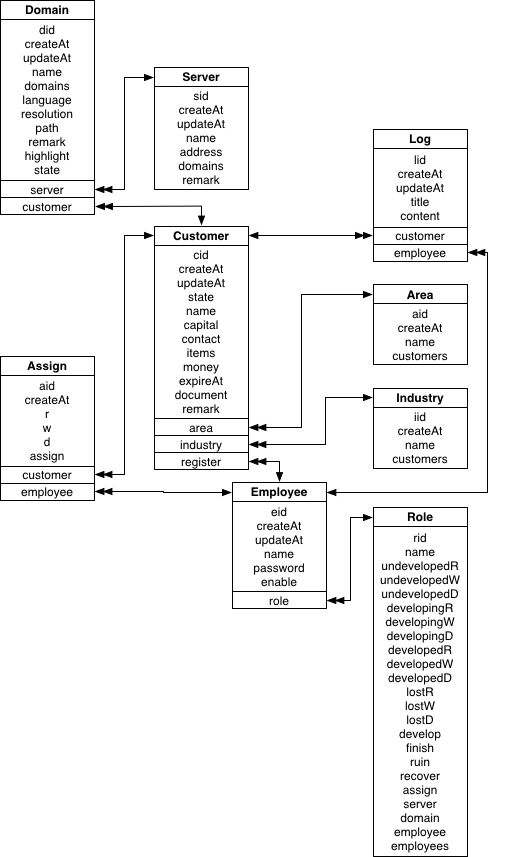 Domain
did
createAt
updateAt
name
domains
language
resolution
path
remark
highlight
state
server
customer
Server
sid
createAt
updateAt
name
address
domains
remark
Log
lid
createAt
updateAt
title
content
customer
employee
Customer
cid
createAt
updateAt
state
name
capital
contact
items
money
expireAt
document
remark
area
industry
register
Area
aid
createAt
name
customers
Assign
aid
createAt
r
w
d
assign
customer
employee
Industry
iid
createAt
name
customers
Employee
eid
createAt
updateAt
name
password
enable
role
Role
rid
name
undevelopedR
undevelopedW
undevelopedD
developingR
developingW
developingD
developedR
developedW
developedD
lostR
lostW
lostD
develop
finish
ruin
recover
assign
server
domain
employee
employees